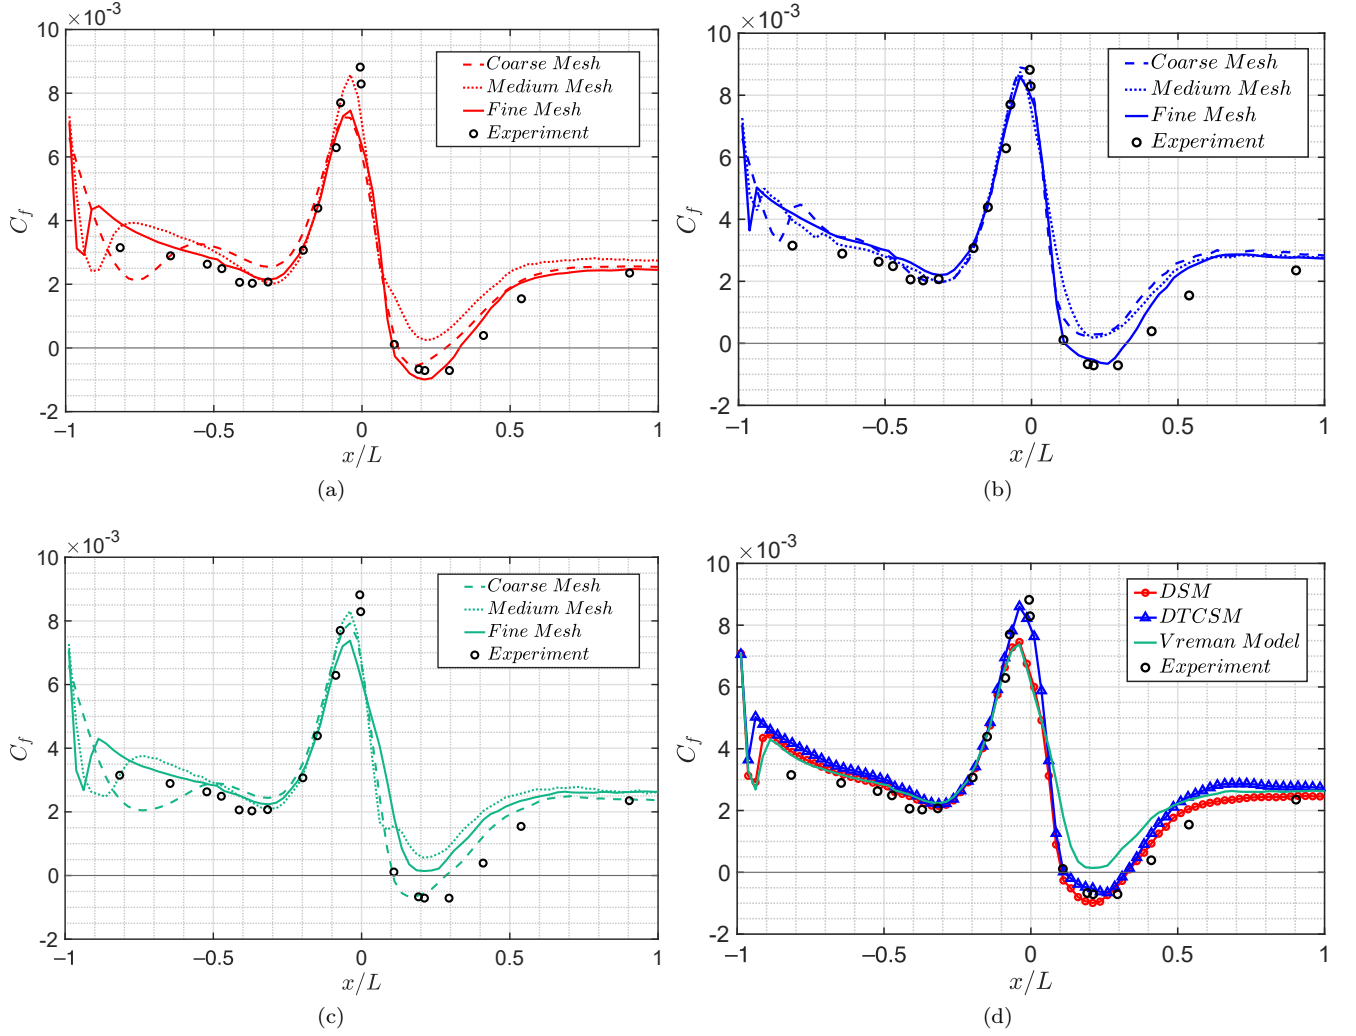 ×10-3
10
8
6
4
2
0
-2
C_f
Coarse Mesh
Medium Mesh
Fine Mesh
Experiment
−1
−0.5
0
0.5
1
x/L
(a)
×10-3
10
8
6
4
2
0
-2
C_f
Coarse Mesh
Medium Mesh
Fine Mesh
Experiment
−1
−0.5
0
0.5
1
x/L
(b)
×10-3
10
8
6
4
2
0
-2
C_f
Coarse Mesh
Medium Mesh
Fine Mesh
Experiment
−1
−0.5
0
0.5
1
x/L
(c)
×10-3
10
8
6
4
2
0
-2
C_f
DSM
DTCSM
Vreman Model
Experiment
−1
−0.5
0
0.5
1
x/L
(d)